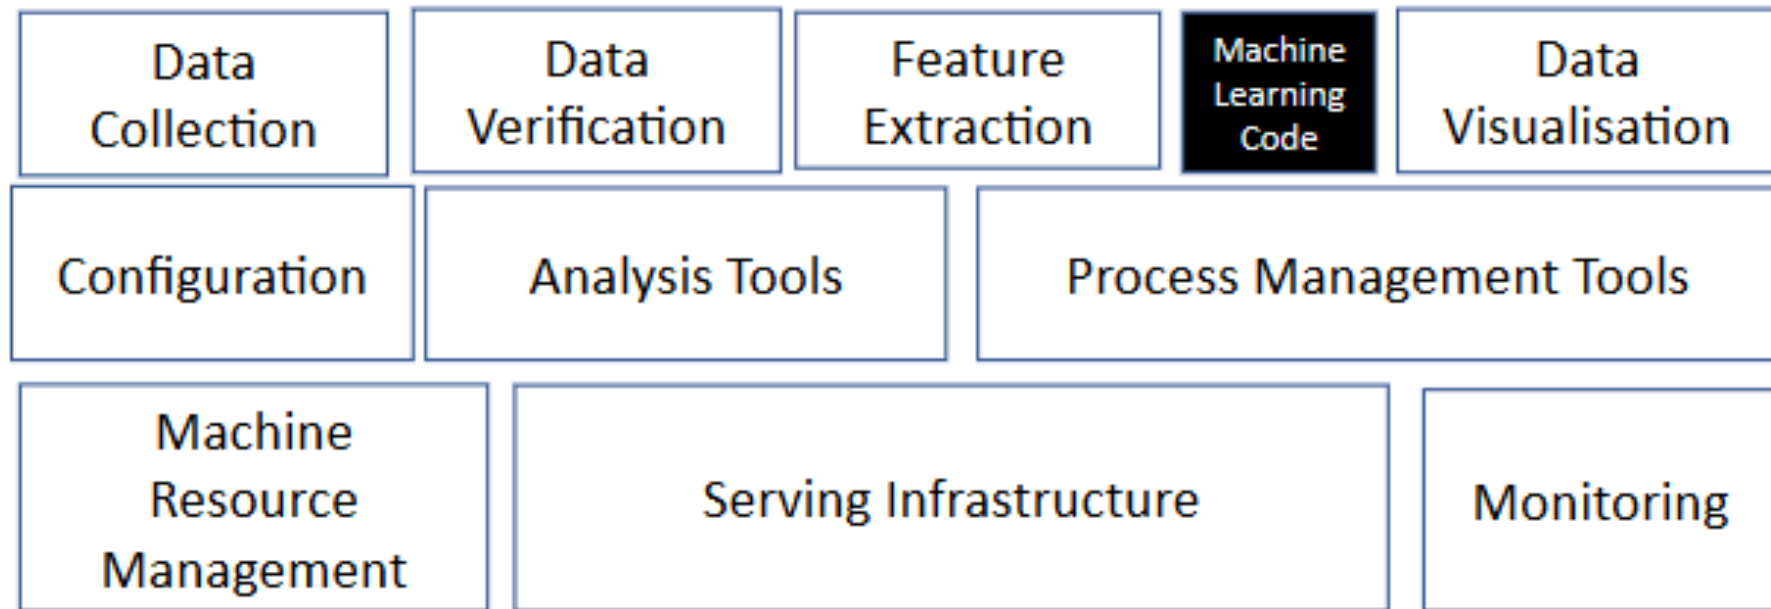 Data
Collection
Data
Verification
Feature
Extraction
Machine
Learning
Code
Data
Visualisation
Configuration
Analysis Tools
Process Management Tools
Machine
Resource
Management
Serving Infrastructure
Monitoring